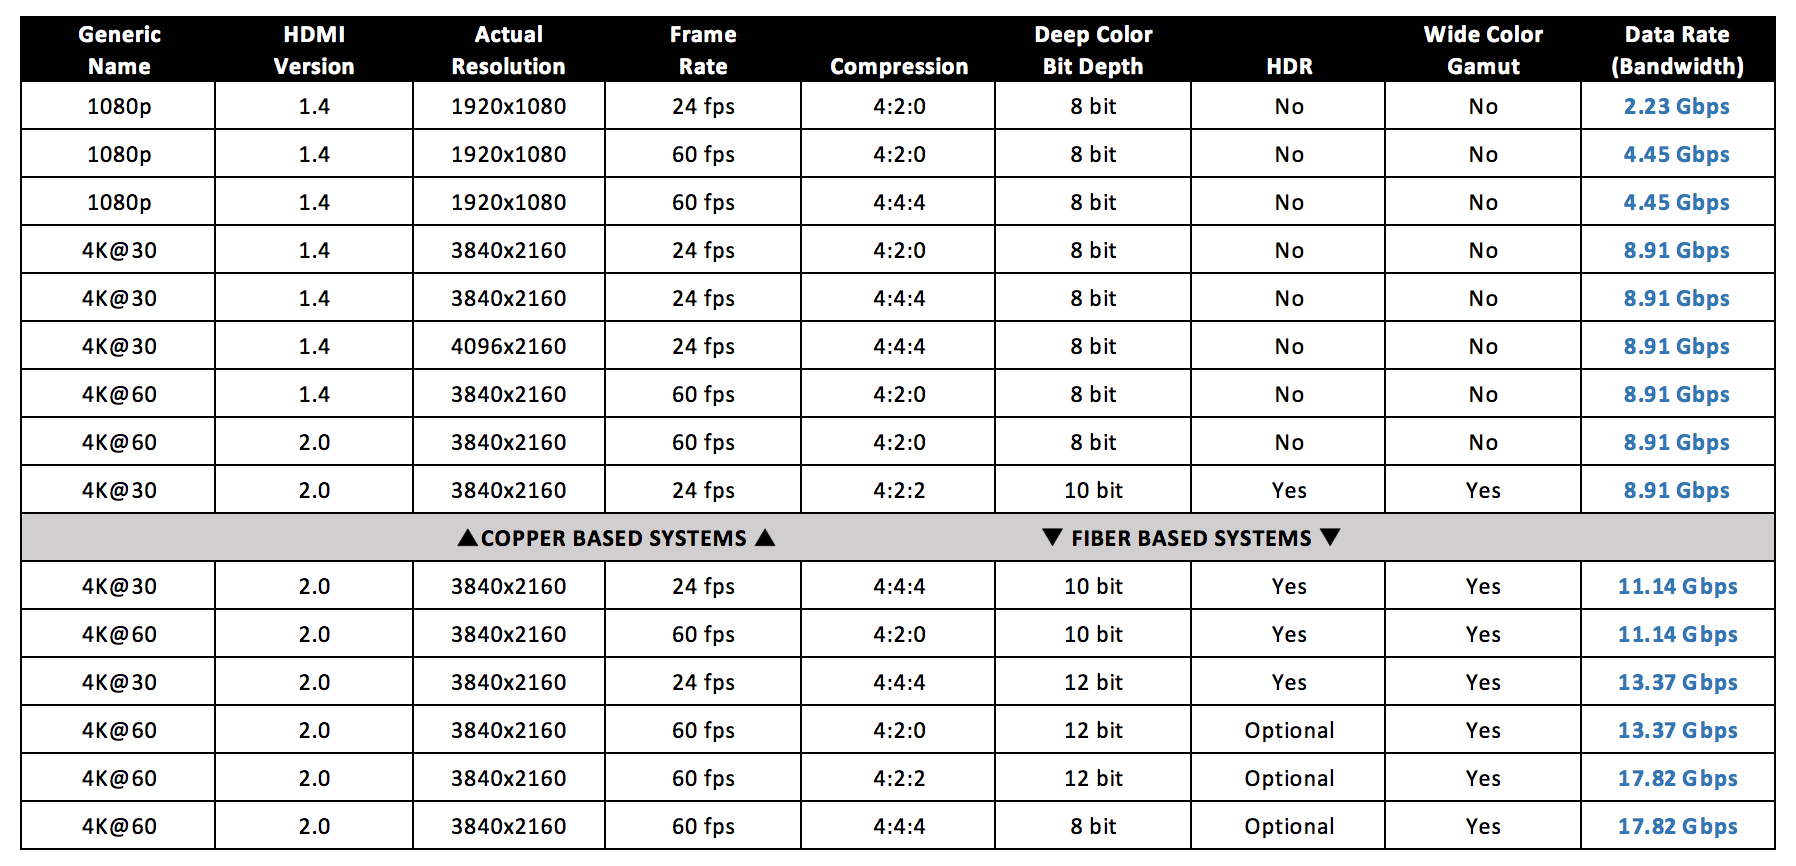 Generic Name HDMI Version Actual Resolution Frame Rate Compression Deep Color Bit Depth HDR Wide Color Gamut Data Rate (Bandwidth)
1080p 1.4 1920x1080 24 fps 4:2:0 8 bit No No 2.23 Gbps
1080p 1.4 1920x1080 60 fps 4:2:0 8 bit No No 4.45 Gbps
1080p 1.4 1920x1080 60 fps 4:4:4 8 bit No No 4.45 Gbps
4K@30 1.4 3840x2160 24 fps 4:2:0 8 bit No No 8.91 Gbps
4K@30 1.4 3840x2160 24 fps 4:4:4 8 bit No No 8.91 Gbps
4K@30 1.4 4096x2160 24 fps 4:4:4 8 bit No No 8.91 Gbps
4K@60 1.4 3840x2160 60 fps 4:2:0 8 bit No No 8.91 Gbps
4K@60 2.0 3840x2160 60 fps 4:2:0 8 bit No No 8.91 Gbps
4K@30 2.0 3840x2160 24 fps 4:2:2 10 bit Yes Yes 8.91 Gbps
▲COPPER BASED SYSTEMS ▲ ▼ FIBER BASED SYSTEMS ▼
4K@30 2.0 3840x2160 24 fps 4:4:4 10 bit Yes Yes 11.14 Gbps
4K@60 2.0 3840x2160 60 fps 4:2:0 10 bit Yes Yes 11.14 Gbps
4K@30 2.0 3840x2160 24 fps 4:4:4 12 bit Yes Yes 13.37 Gbps
4K@60 2.0 3840x2160 60 fps 4:2:0 12 bit Optional Yes 13.37 Gbps
4K@60 2.0 3840x2160 60 fps 4:2:2 12 bit Optional Yes 17.82 Gbps
4K@60 2.0 3840x2160 60 fps 4:4:4 8 bit Optional Yes 17.82 Gbps